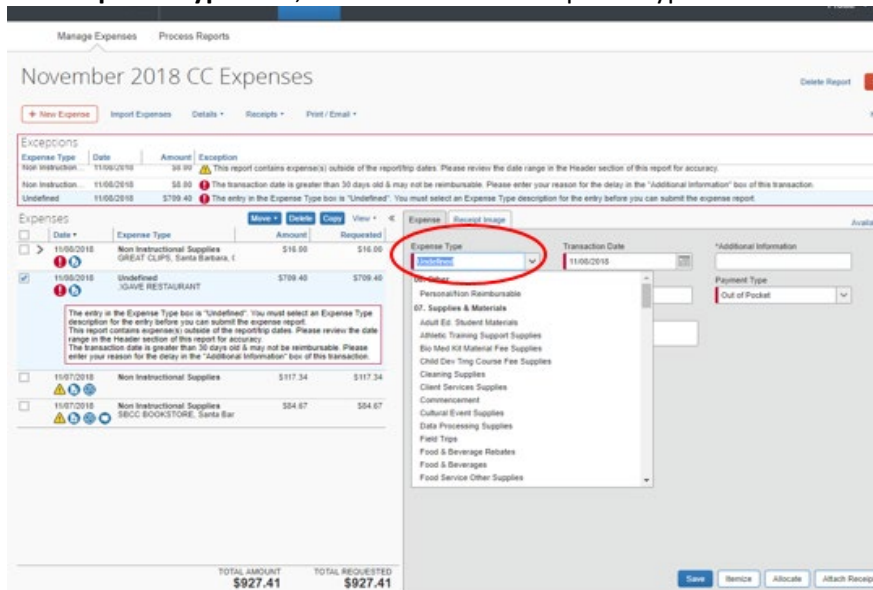 Manage Expenses Process Reports
November 2018 CC Expenses
Delete Report
+ New Expense Import Expenses Details Receipts Print / Email
Exceptions
Expense Type Date Amount Exception
Non Instruction... 11/08/2018 $8.00 This report contains expense(s) outside of the report/trip dates. Please review the date range in the Header section of this report for accuracy.
Non Instruction... 11/08/2018 $8.00 The transaction date is greater than 30 days old & may not be reimbursable. Please enter your reason for the delay in the "Additional Information" box of this transaction.
Undefined 11/08/2018 $709.40 The entry in the Expense Type box is "Undefined". You must select an Expense Type description for the entry before you can submit the expense report.
Expenses Move Delete Copy View «
Date Expense Type Amount Requested
11/08/2018 Non Instructional Supplies $16.00 $16.00
GREAT CLIPS, Santa Barbara, C
11/08/2018 Undefined $709.40 $709.40
The entry in the Expense Type box is "Undefined". You must select an Expense Type
description for the entry before you can submit the expense report.
This report contains expense(s) outside of the report/trip dates. Please review the date
range in the Header section of this report for accuracy.
The transaction date is greater than 30 days old & may not be reimbursable. Please
enter your reason for the delay in the "Additional Information" box of this transaction.
11/07/2018 Non Instructional Supplies $117.34 $117.34
11/07/2018 Non Instructional Supplies $84.67 $84.67
SBCC BOOKSTORE, Santa Bar
TOTAL AMOUNT TOTAL REQUESTED
$927.41 $927.41
Expense Receipt Image
Expense Type Transaction Date *Additional Information
Undefined 11/08/2018
Payment Type
Out of Pocket
Personal/Non Reimbursable
07. Supplies & Materials
Adult Ed. Student Materials
Athletic Training Support Supplies
Bio Med Kit Material Fee Supplies
Child Dev Trng Course Fee Supplies
Cleaning Supplies
Client Services Supplies
Commencement
Cultural Event Supplies
Data Processing Supplies
Field Trips
Food & Beverage Rebates
Food & Beverages
Food Service Other Supplies
Save Itemize Allocate Attach Receip